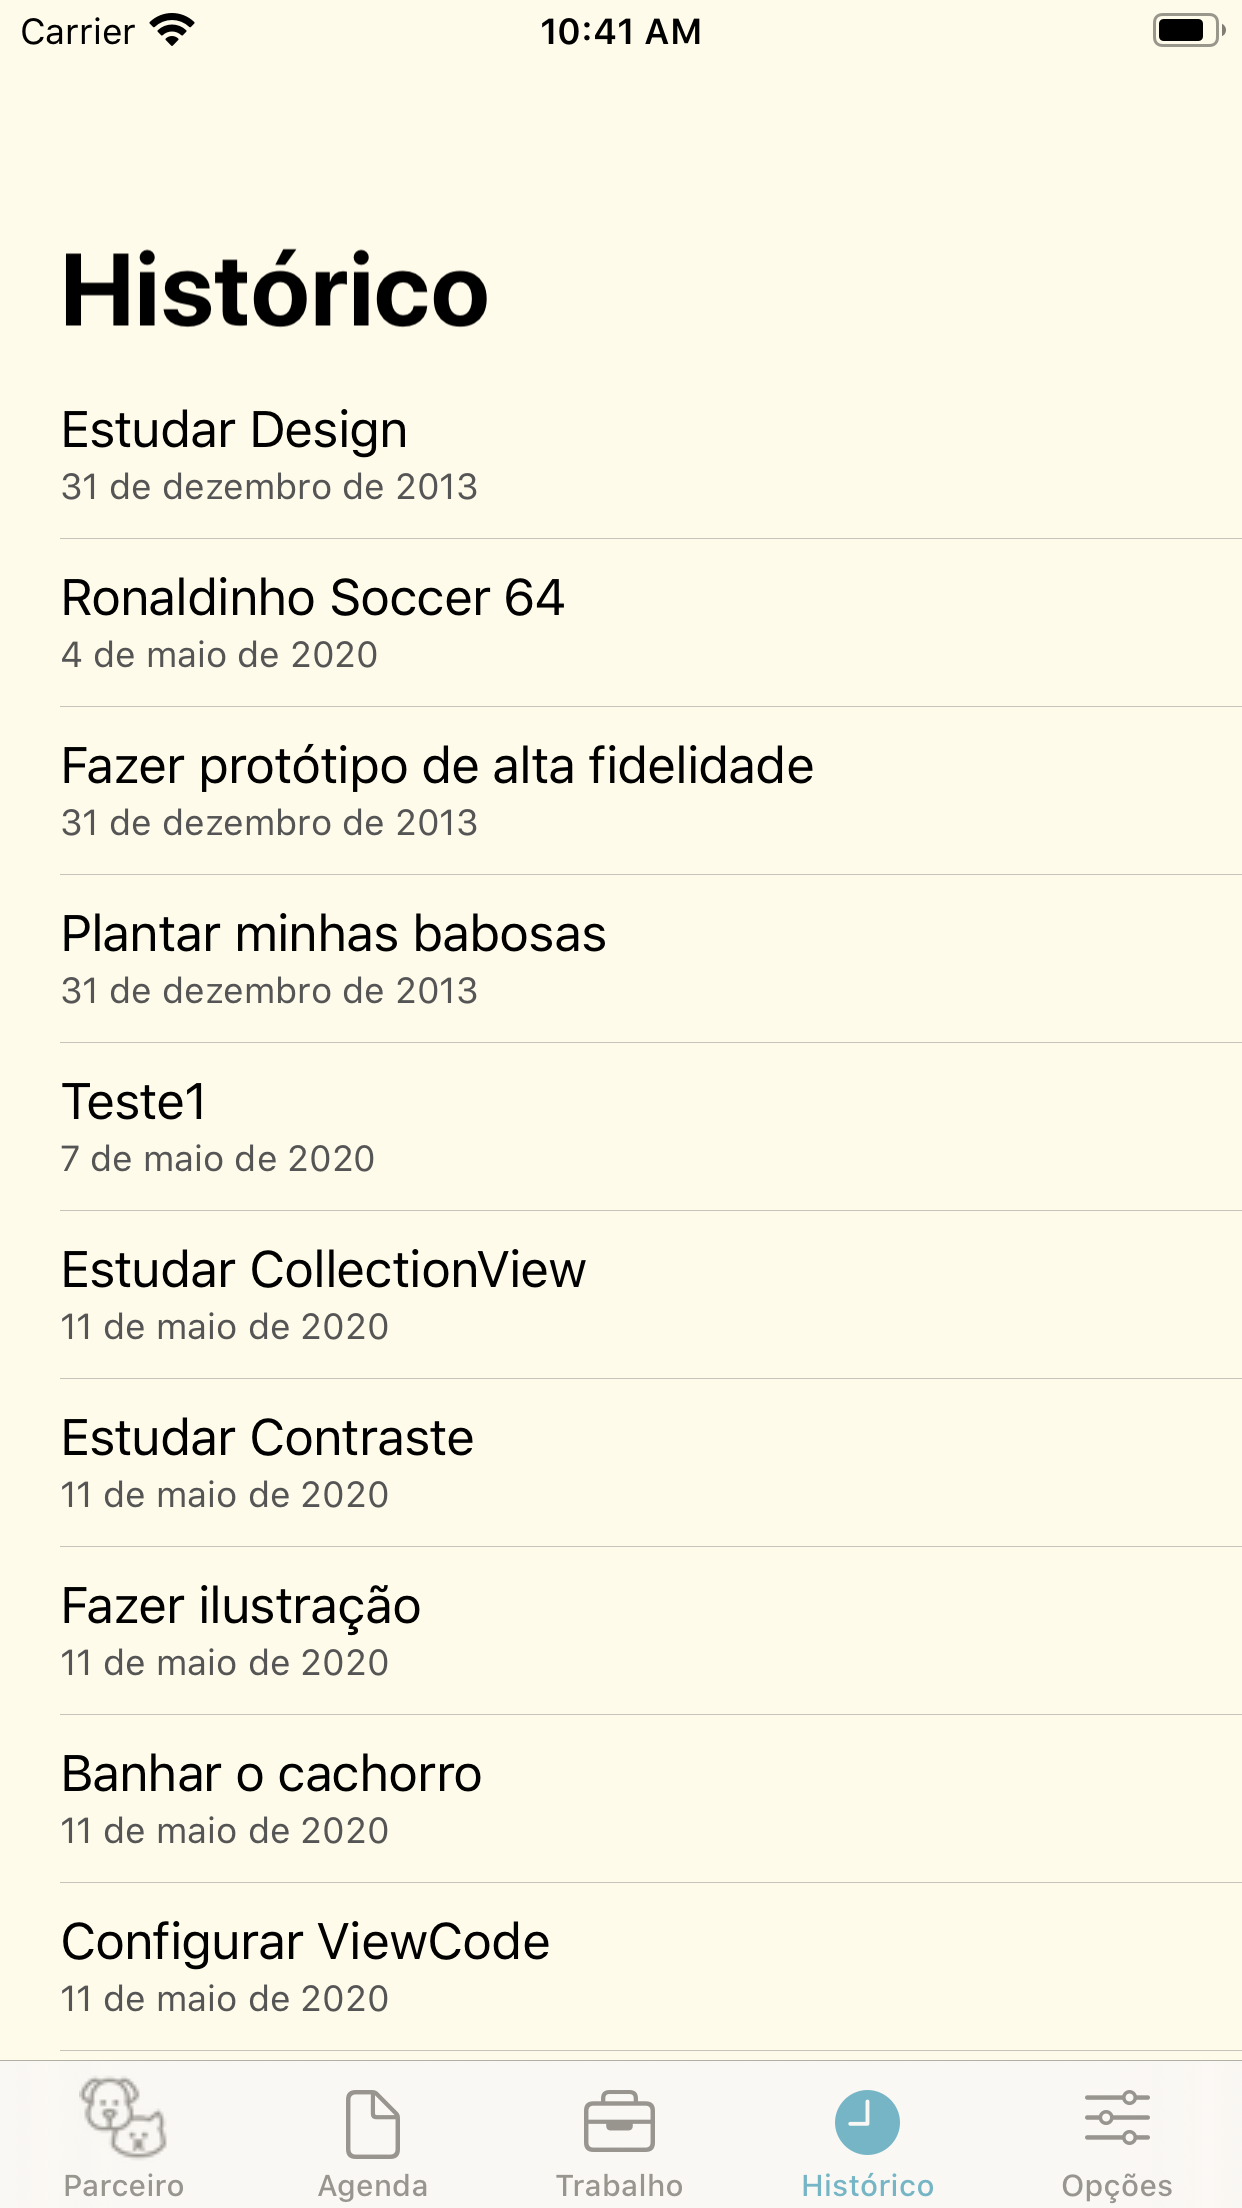 Carrier
10:41 AM
Histórico
Estudar Design
31 de dezembro de 2013
Ronaldinho Soccer 64
4 de maio de 2020
Fazer protótipo de alta fidelidade
31 de dezembro de 2013
Plantar minhas babosas
31 de dezembro de 2013
Teste1
7 de maio de 2020
Estudar CollectionView
11 de maio de 2020
Estudar Contraste
11 de maio de 2020
Fazer ilustração
11 de maio de 2020
Banhar o cachorro
11 de maio de 2020
Configurar ViewCode
11 de maio de 2020
Parceiro
Agenda
Trabalho
Histórico
Opções